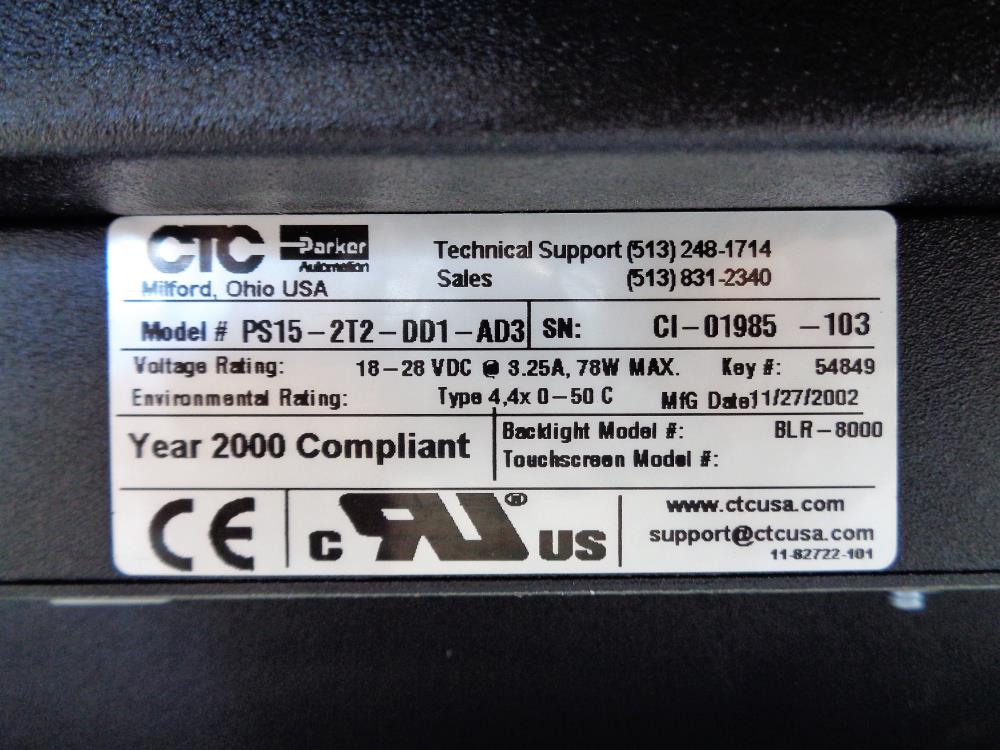 CTC Parker Automation
Milford, Ohio USA
Technical Support (513) 248-1714
Sales (513) 831-2340
Model # PS15-2T2-DD1-AD3 SN: CI-01985 -103
Voltage Rating: 18-28 VDC @ 3.25A, 78W MAX. Key #: 54849
Environmental Rating: Type 4,4x 0-50 C MfG Date11/27/2002
Year 2000 Compliant
Backlight Model #: BLR-8000
Touchscreen Model #:
CE
C RU ® US
www.ctcusa.com
support@ctcusa.com
11-82722-101